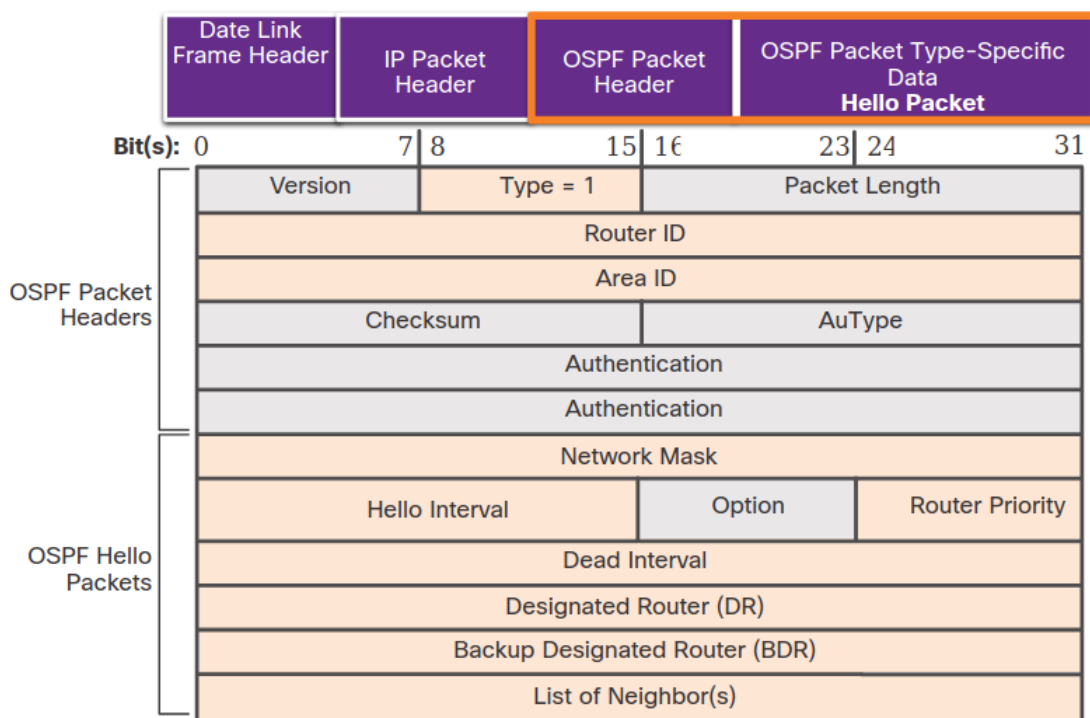 Date Link
Frame Header
IP Packet
Header
OSPF Packet
Header
OSPF Packet Type-Specific
Data
Hello Packet
Bit(s): 0 7 8 15 16 23 24 31
OSPF Packet
Headers
Version Type = 1 Packet Length
Router ID
Area ID
Checksum AuType
Authentication
Authentication
OSPF Hello
Packets
Network Mask
Hello Interval Option Router Priority
Dead Interval
Designated Router (DR)
Backup Designated Router (BDR)
List of Neighbor(s)